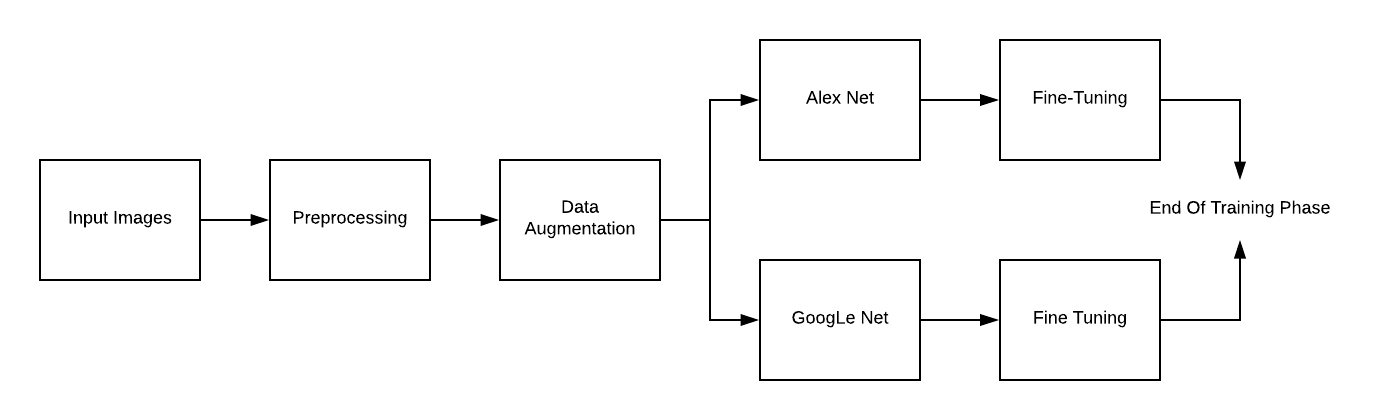 Input Images
Preprocessing
Data
Augmentation
Alex Net
Fine-Tuning
End Of Training Phase
GoogLe Net
Fine Tuning